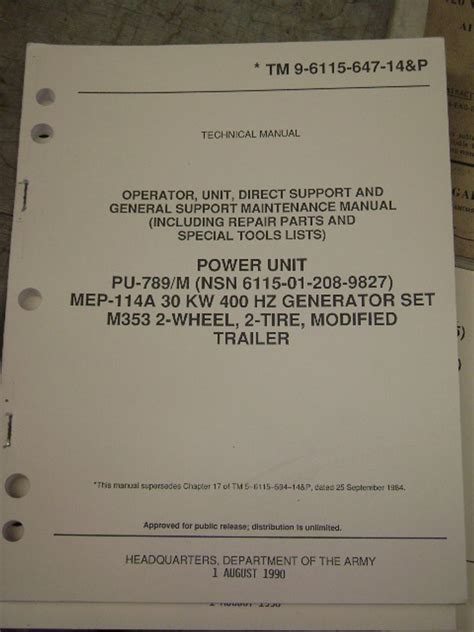 * TM 9-6115-647-14&P
TECHNICAL MANUAL
OPERATOR, UNIT, DIRECT SUPPORT AND
GENERAL SUPPORT MAINTENANCE MANUAL
(INCLUDING REPAIR PARTS AND
SPECIAL TOOLS LISTS)
POWER UNIT
PU-789/M (NSN 6115-01-208-9827)
MEP-114A 30 KW 400 HZ GENERATOR SET
M353 2-WHEEL, 2-TIRE, MODIFIED
TRAILER
*This manual supersedes Chapter 17 of TM 5-6115-594-14&P, dated 25 September 1984.
Approved for public release; distribution is unlimited.
HEADQUARTERS, DEPARTMENT OF THE ARMY
1 AUGUST 1990